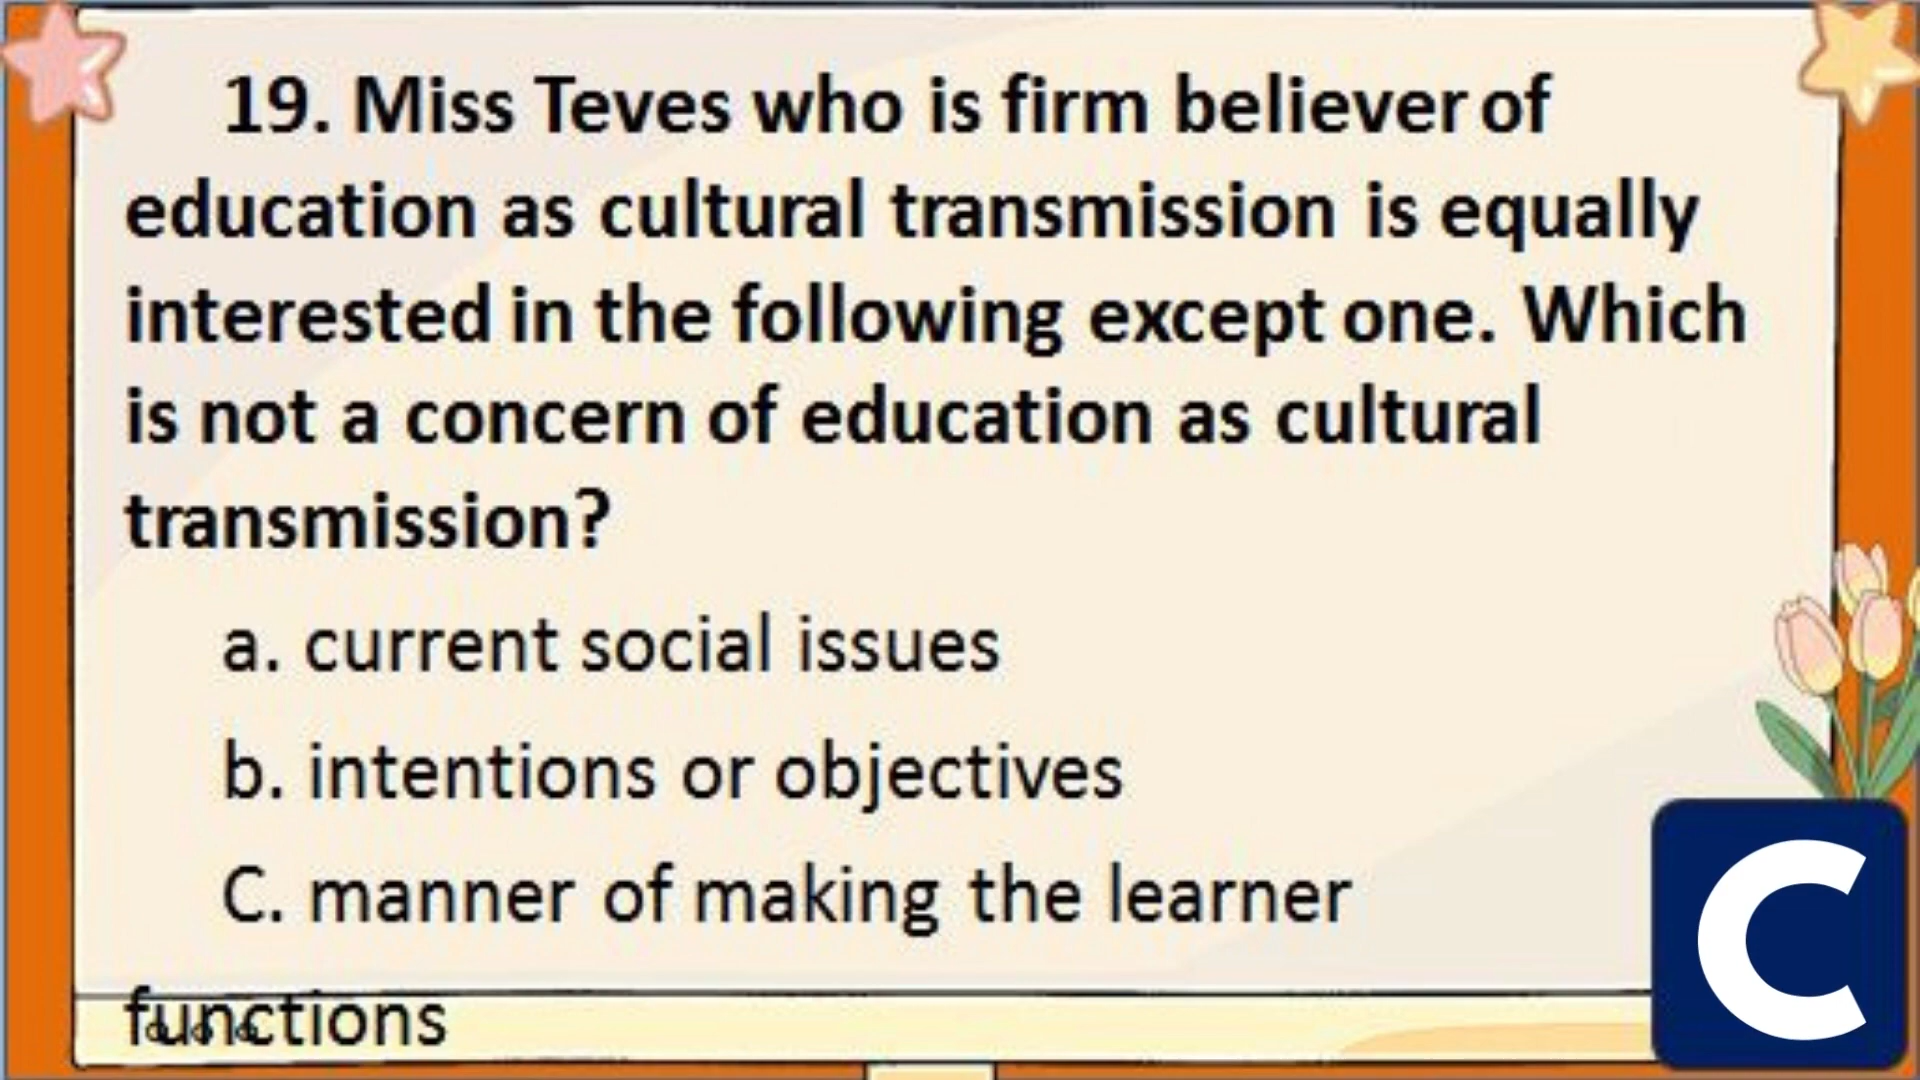 19. Miss Teves who is firm believer of
education as cultural transmission is equally
interested in the following except one. Which
is not a concern of education as cultural
transmission?
a. current social issues
b. intentions or objectives
C. manner of making the learner
functions
C